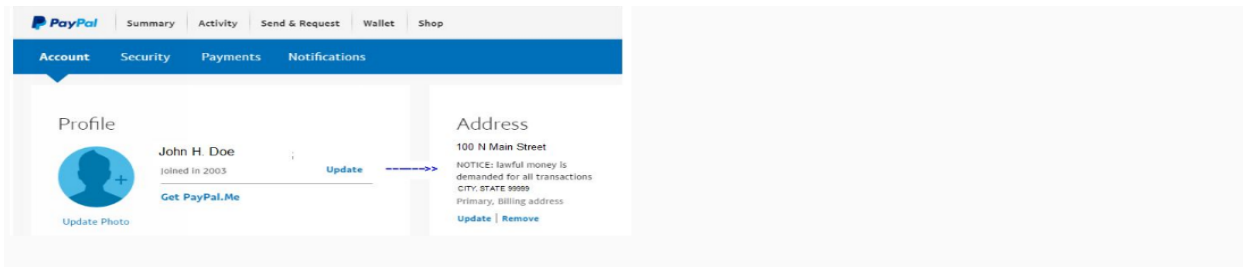 PayPal Summary Activity Send & Request Wallet Shop
Account Security Payments Notifications
Profile
John H. Doe
Joined in 2003
Update ------>>
Get PayPal.Me
Update Photo
Address
100 N Main Street
NOTICE: lawful money is
demanded for all transactions
CITY, STATE 99999
Primary, Billing address
Update | Remove